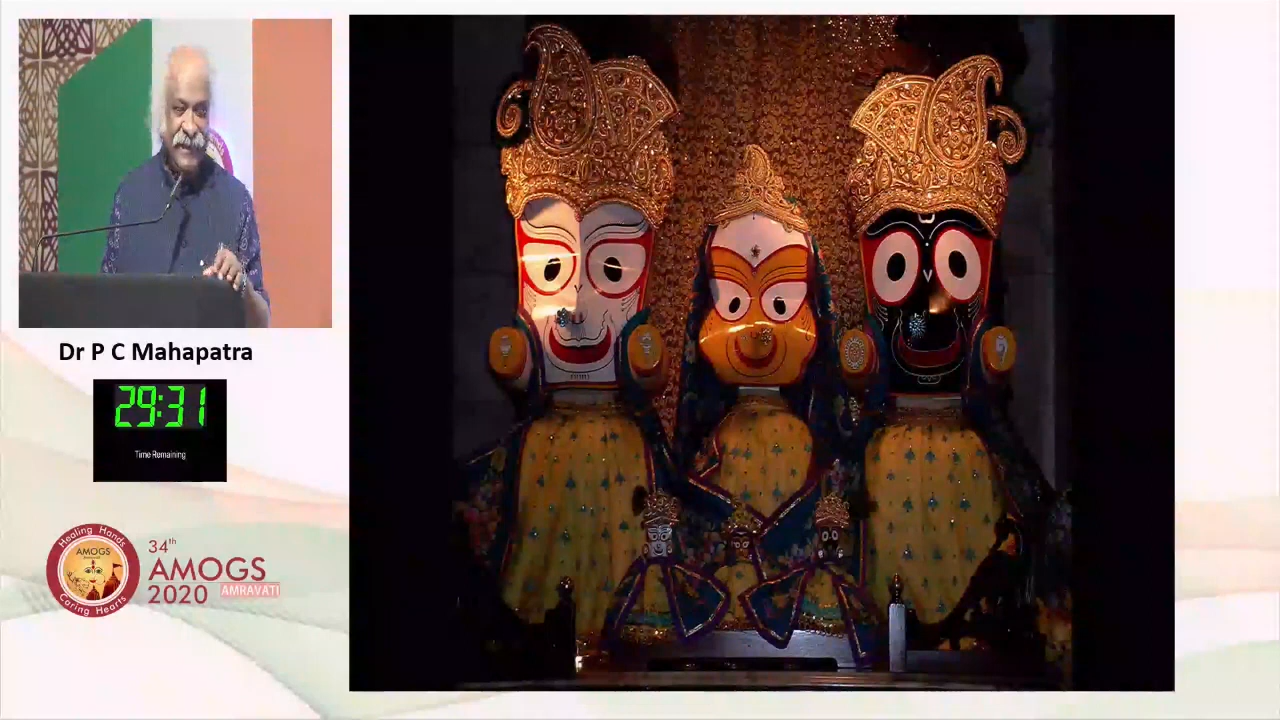 Dr P C Mahapatra
29:31
Time Remaining
Healing Hands
AMOGS
Caring Hearts
34th
AMOGS
2020 AMRAVATI